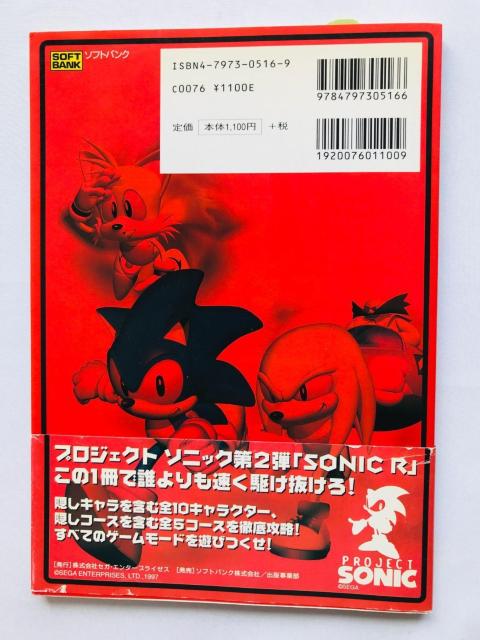 SOFT BANK ソフトバンク
ISBN4-7973-0516-9
C0076 ¥1100E
定価 本体1,100円 +税
9784797305166
1920076011009
プロジェクト ソニック第2弾「SONIC R」
この1冊で誰よりも速く駆け抜けろ!
隠しキャラを含む全10キャラクター、
隠しコースを含む全5コースを徹底攻略!
すべてのゲームモードを遊びつくせ!
PROJECT
SONIC
©SEGA
[発行]株式会社セガ・エンタープライゼス [発売]ソフトバンク株式会社/出版事業部
©SEGA ENTERPRISES, LTD.,1997